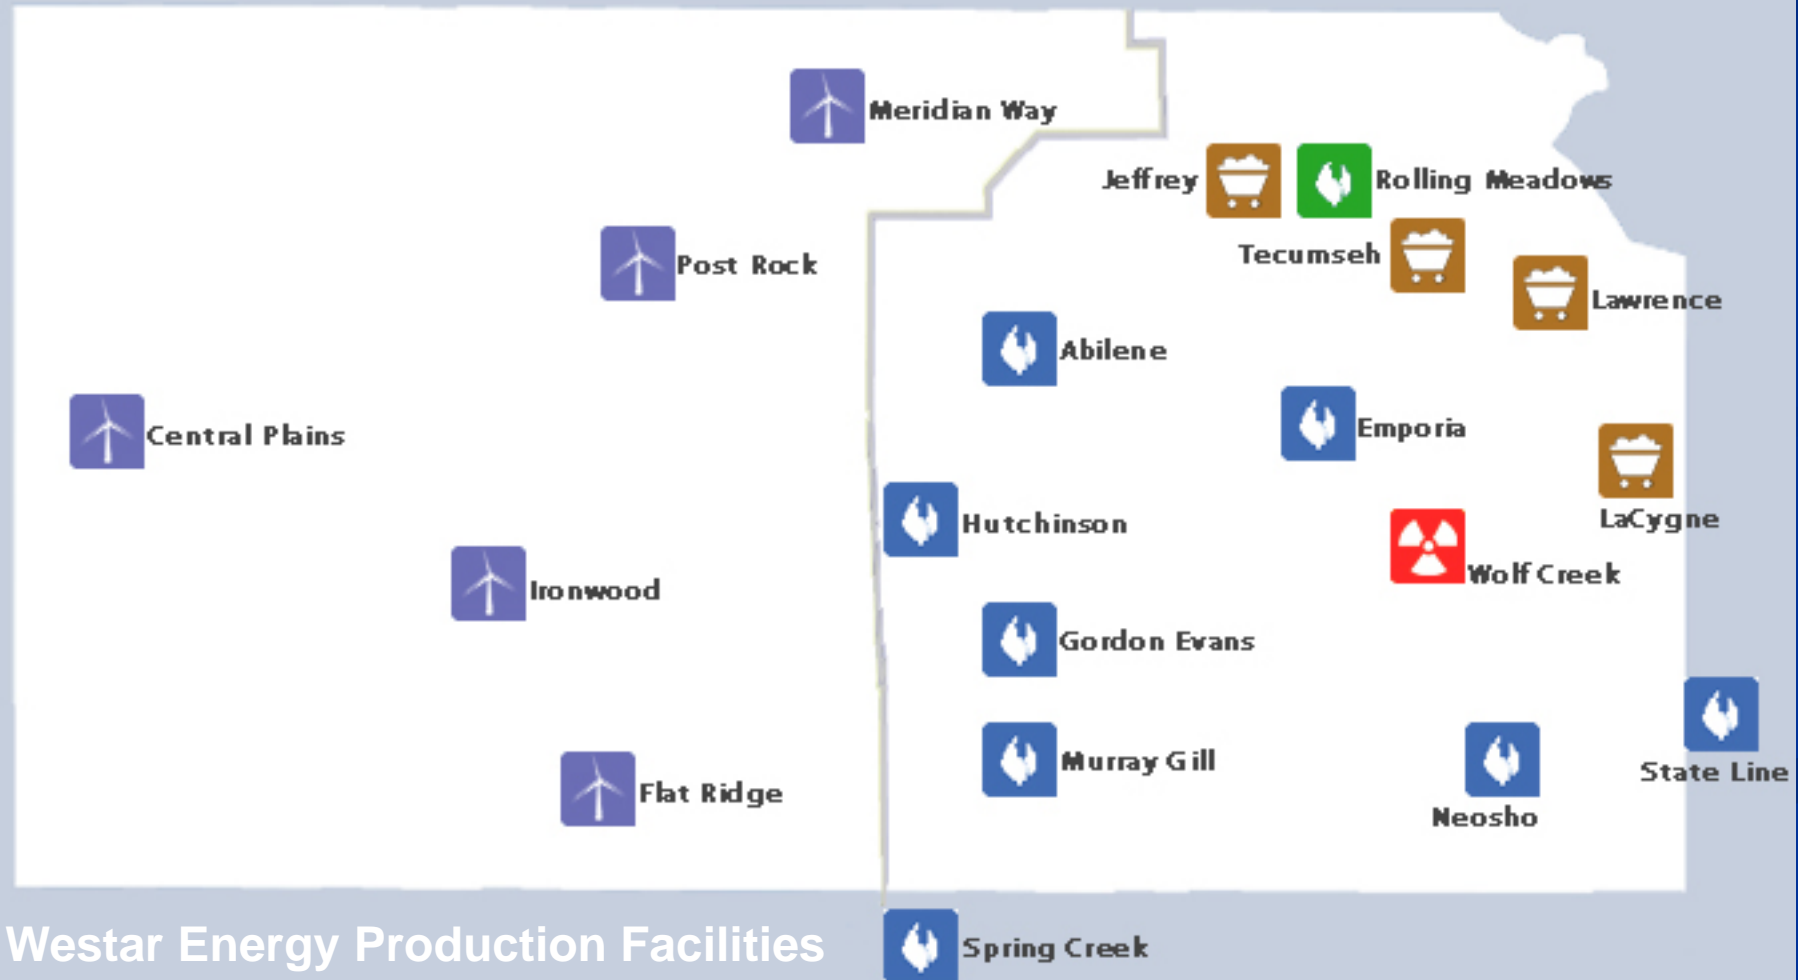 Meridian Way
Jeffrey
Rolling Meadows
Tecumseh
Post Rock
Lawrence
Abilene
Emporia
Central Plains
LaCygne
Hutchinson
Wolf Creek
Ironwood
Gordon Evans
Murray Gill
State Line
Flat Ridge
Neosho
Westar Energy Production Facilities
Spring Creek